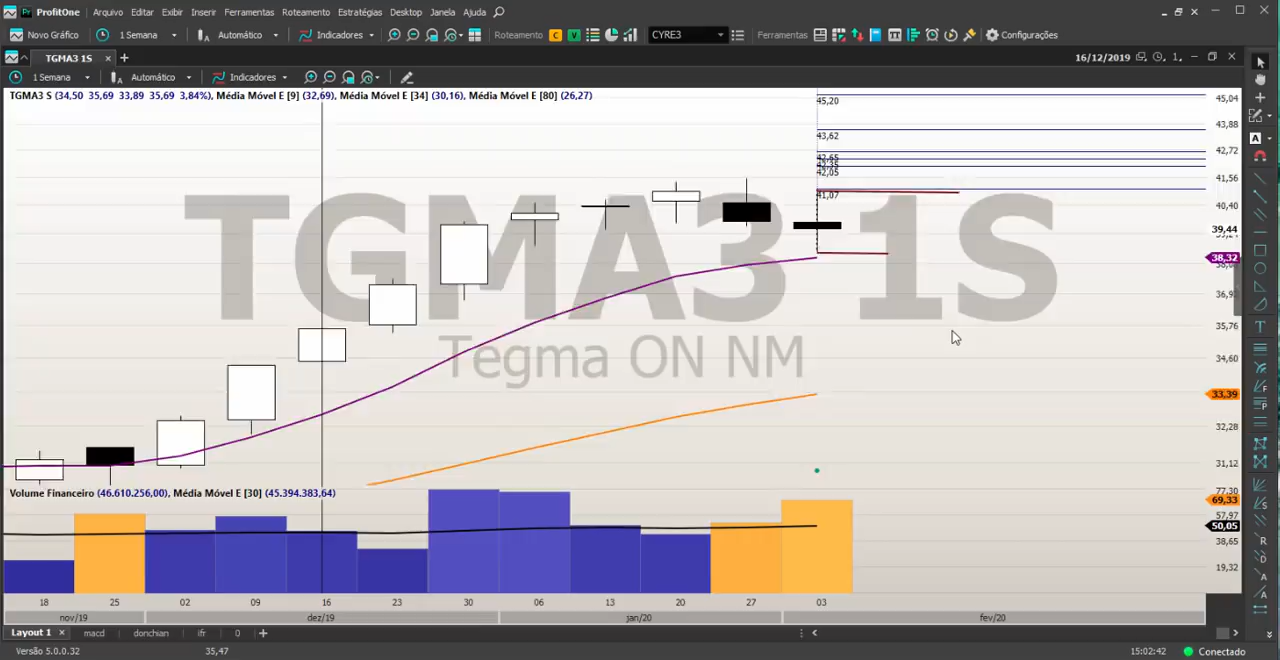 ProfitOne Arquivo Editar Exibir Inserir Ferramentas Roteamento Estratégias Desktop Janela Ajuda
Novo Gráfico 1 Semana Automático Indicadores Roteamento C V CYRE3 Ferramentas Configurações
TGMA3 1S 16/12/2019 1
1 Semana Automático Indicadores
TGMA3 S (34,50 35,69 33,89 35,69 3,84%), Média Móvel E [9] (32,69), Média Móvel E [34] (30,16), Média Móvel E [80] (26,27)
TGMA3 1S
Tegma ON NM
45,20
43,62
42,65
42,35
42,05
41,07
45,04
43,88
42,72
41,56
40,40
39,44
38,32
36,92
35,76
34,60
33,39
32,28
31,12
Volume Financeiro (46.610.256,00), Média Móvel E [30] (45.394.383,64)
77,30
69,33
57,97
50,05
38,65
19,32
18 25 02 09 16 23 30 06 13 20 27 03
nov/19 dez/19 jan/20 fev/20
Layout 1 macd donchian ifr 0
Versão 5.0.0.32 35,47 15:02:42 Conectado